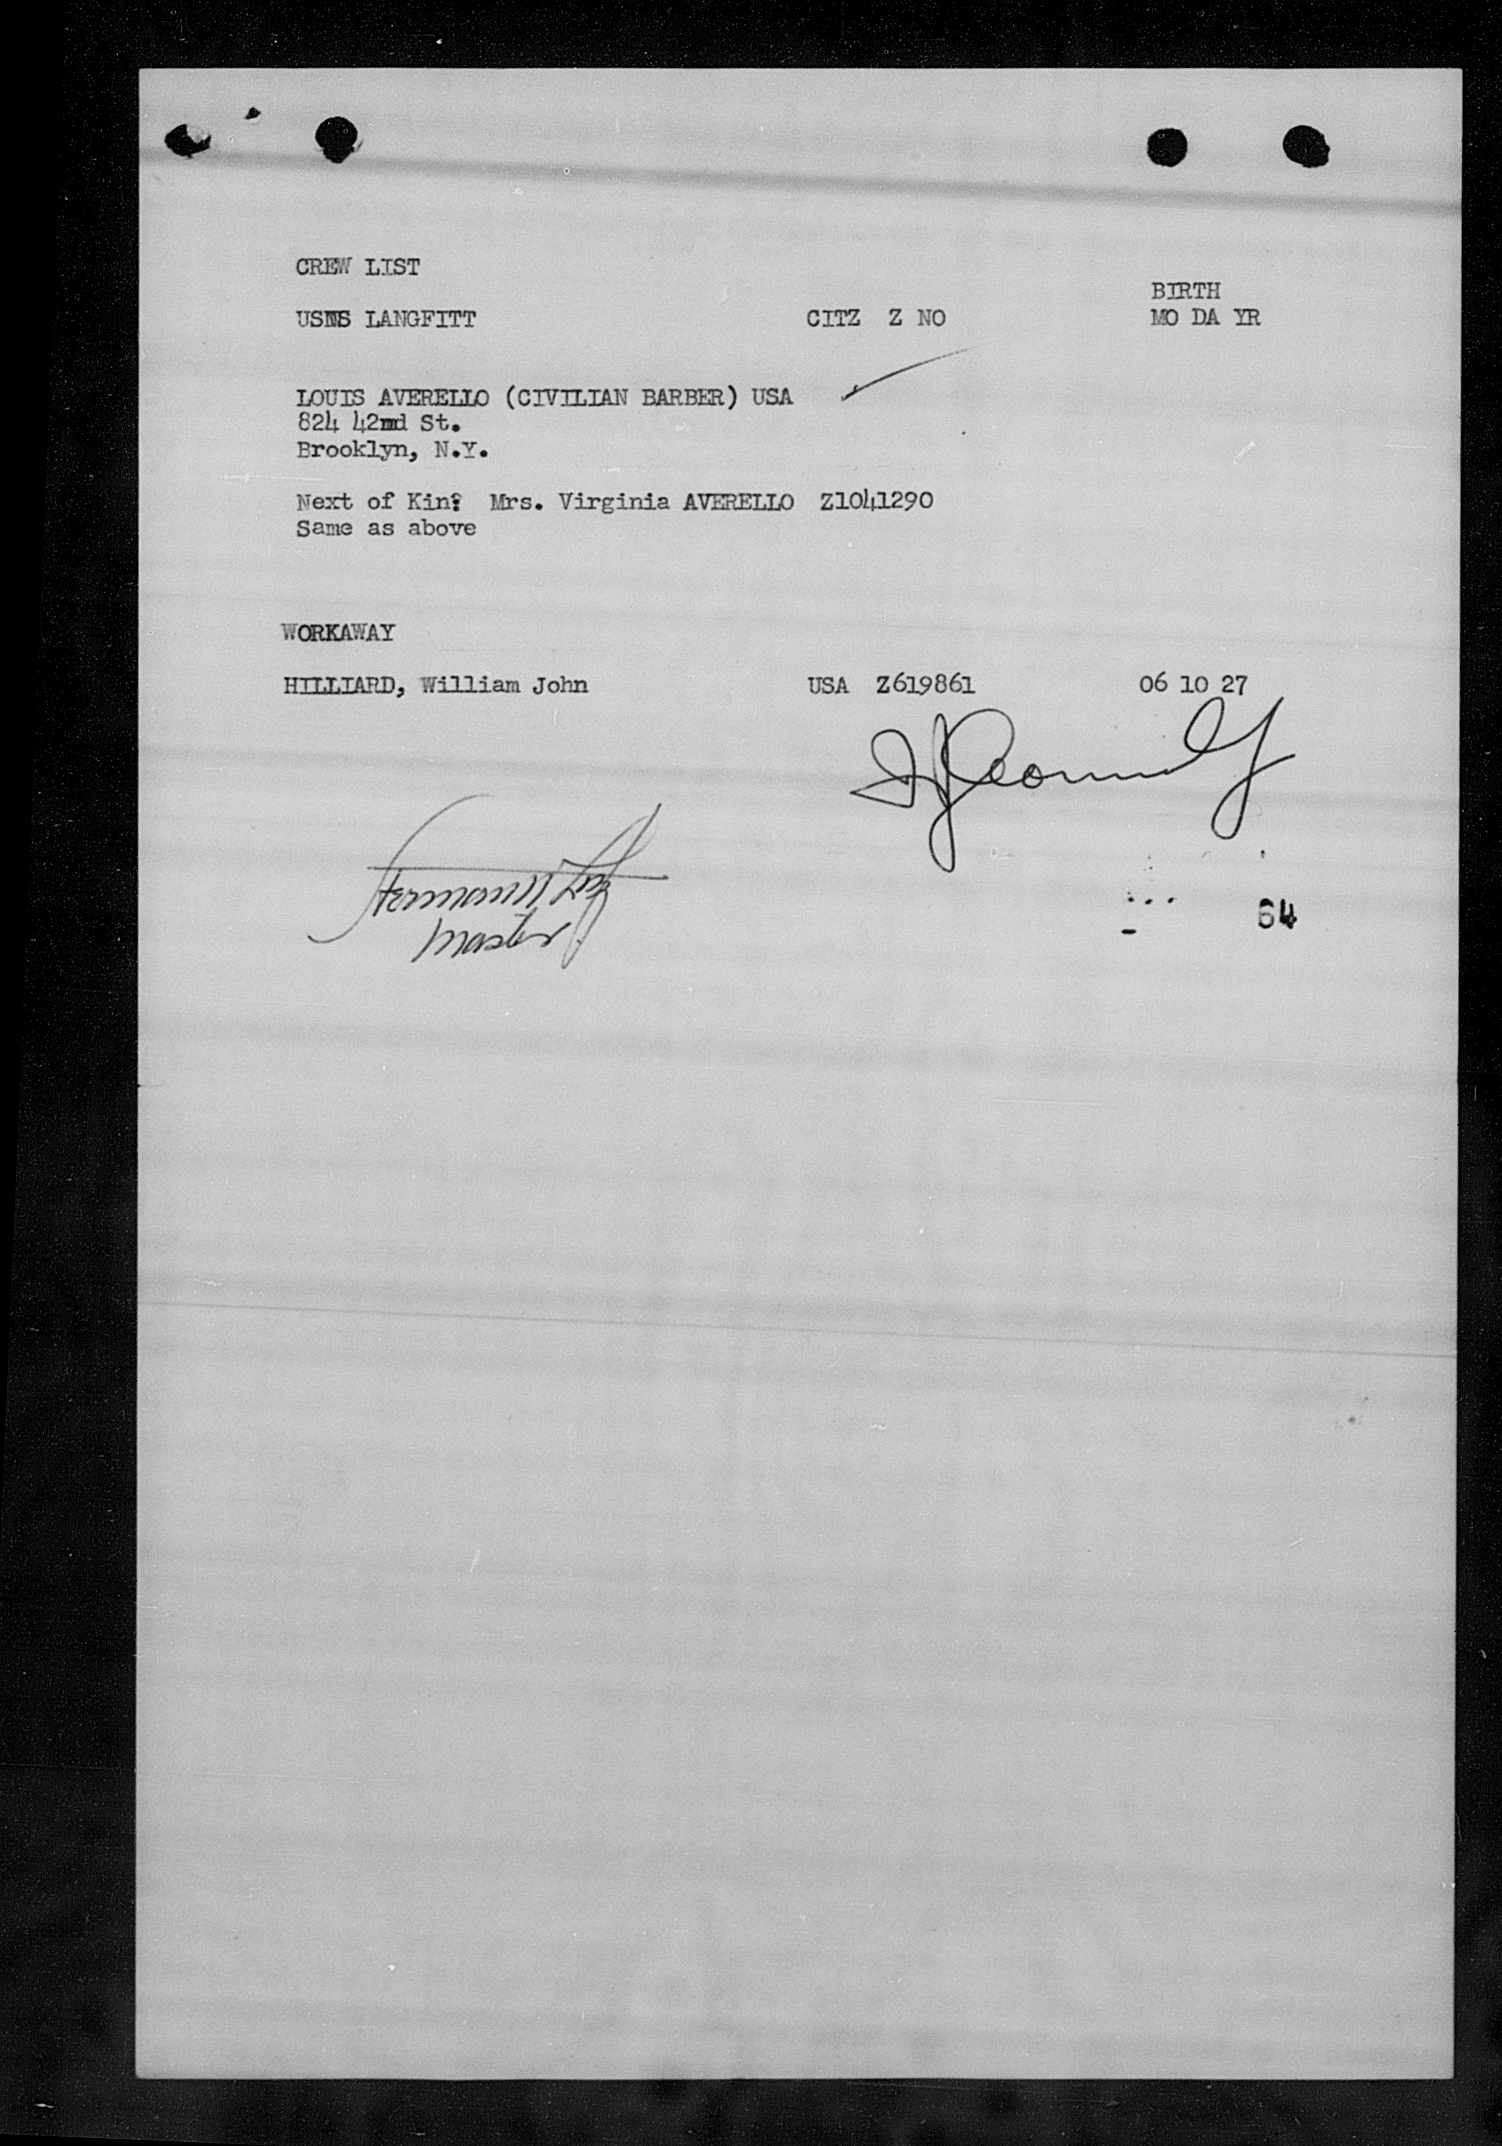 CREW LIST
BIRTH
USNS LANGFITT CITZ Z NO MO DA YR
LOUIS AVERELLO (CIVILIAN BARBER) USA
824 42nd St.
Brooklyn, N.Y.
Next of Kin: Mrs. Virginia AVERELLO Z1041290
Same as above
WORKAWAY
HILLIARD, William John USA Z619861 06 10 27
Master
64